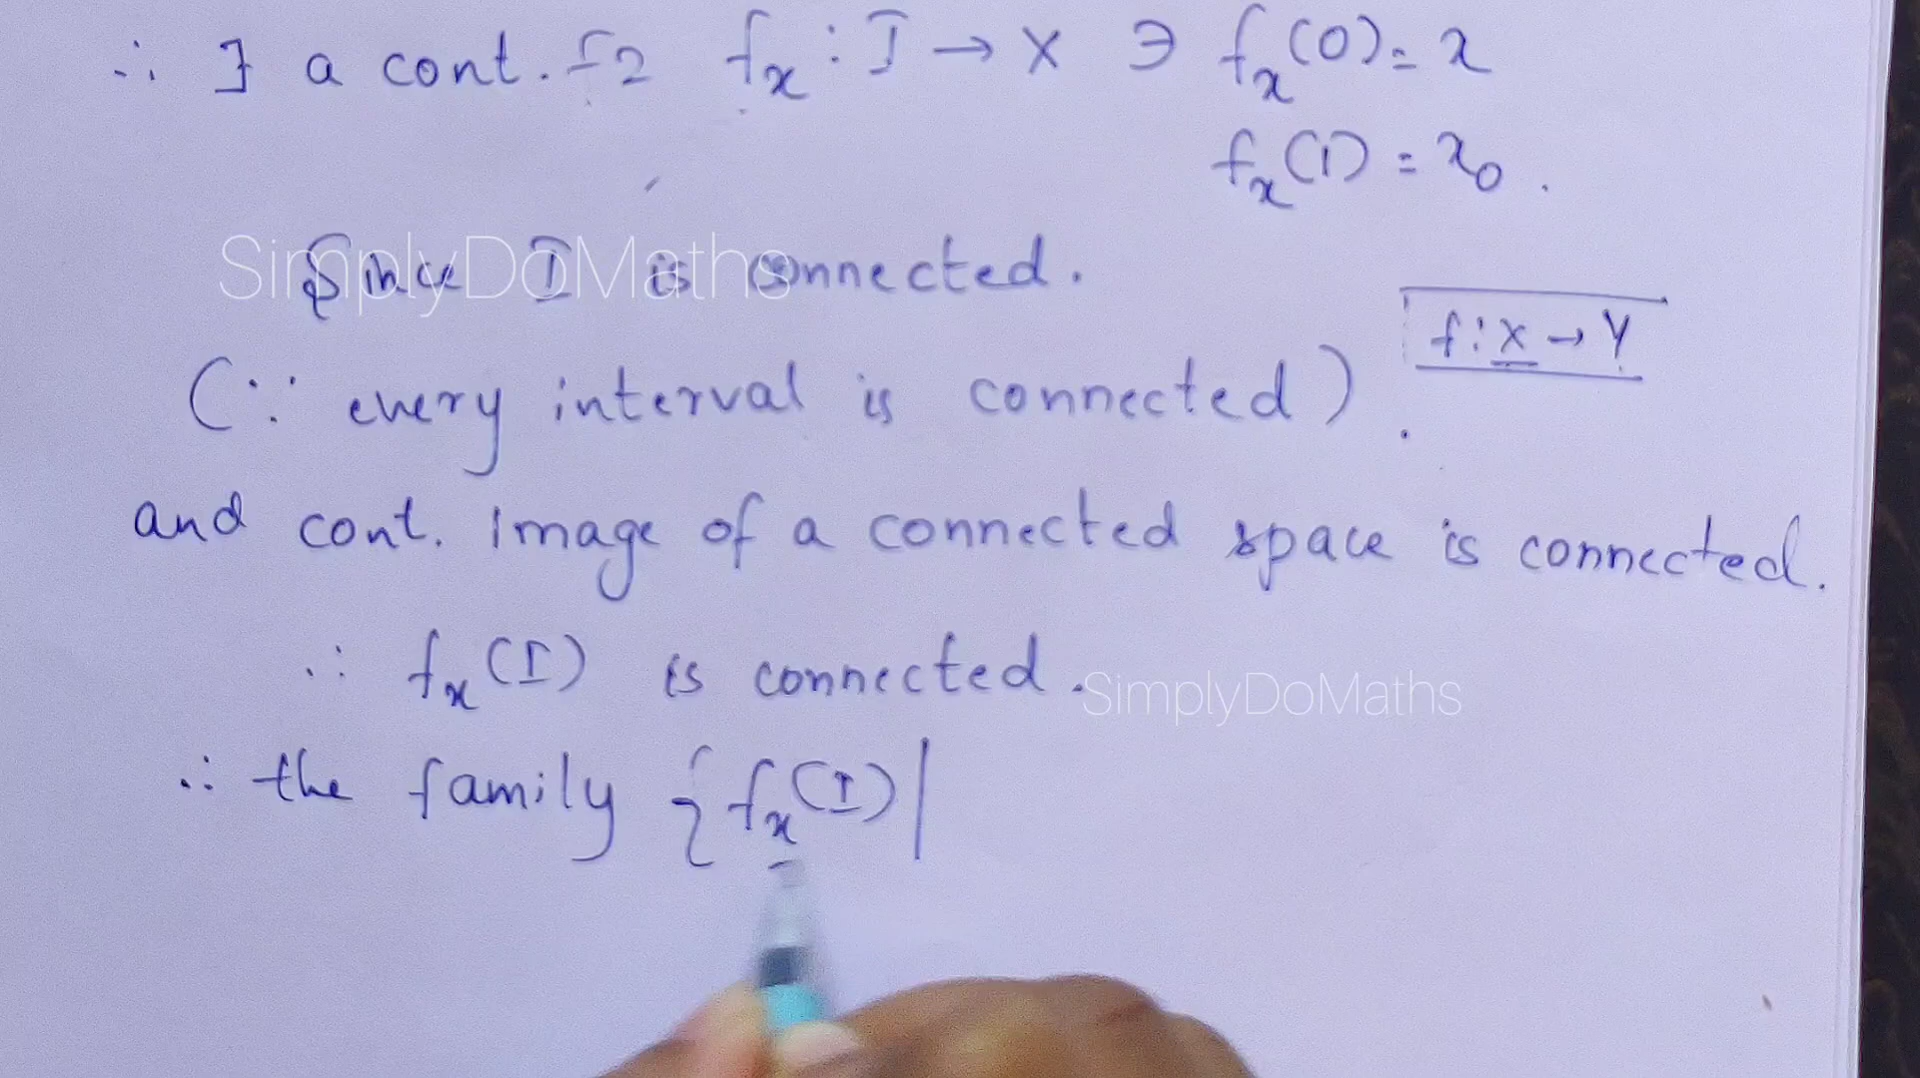 ∴ ∃ a cont. fn fₓ : I → X ∋ fₓ(0) = x
fₓ(1) = x₀ .
Since I is connected.
SimplyDoMaths
f : X → Y
(∵ every interval is connected) .
and cont. image of a connected space is connected.
∴ fₓ(I) is connected.
SimplyDoMaths
∴ the family { fₓ(I) |